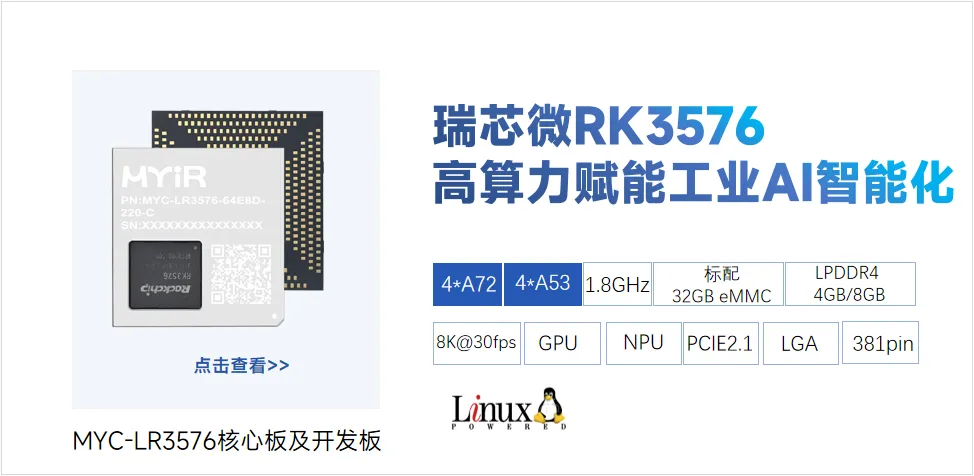 MYiR
PN:MYC-LR3576-64E8D-
220-C
SN:XXXXXXXXXXXXXXX
RK3576
Rockchip
点击查看>>
MYC-LR3576核心板及开发板
瑞芯微RK3576
高算力赋能工业AI智能化
4*A72
4*A53
1.8GHz
标配
32GB eMMC
LPDDR4
4GB/8GB
8K@30fps
GPU
NPU
PCIE2.1
LGA
381pin
Linux
POWERED